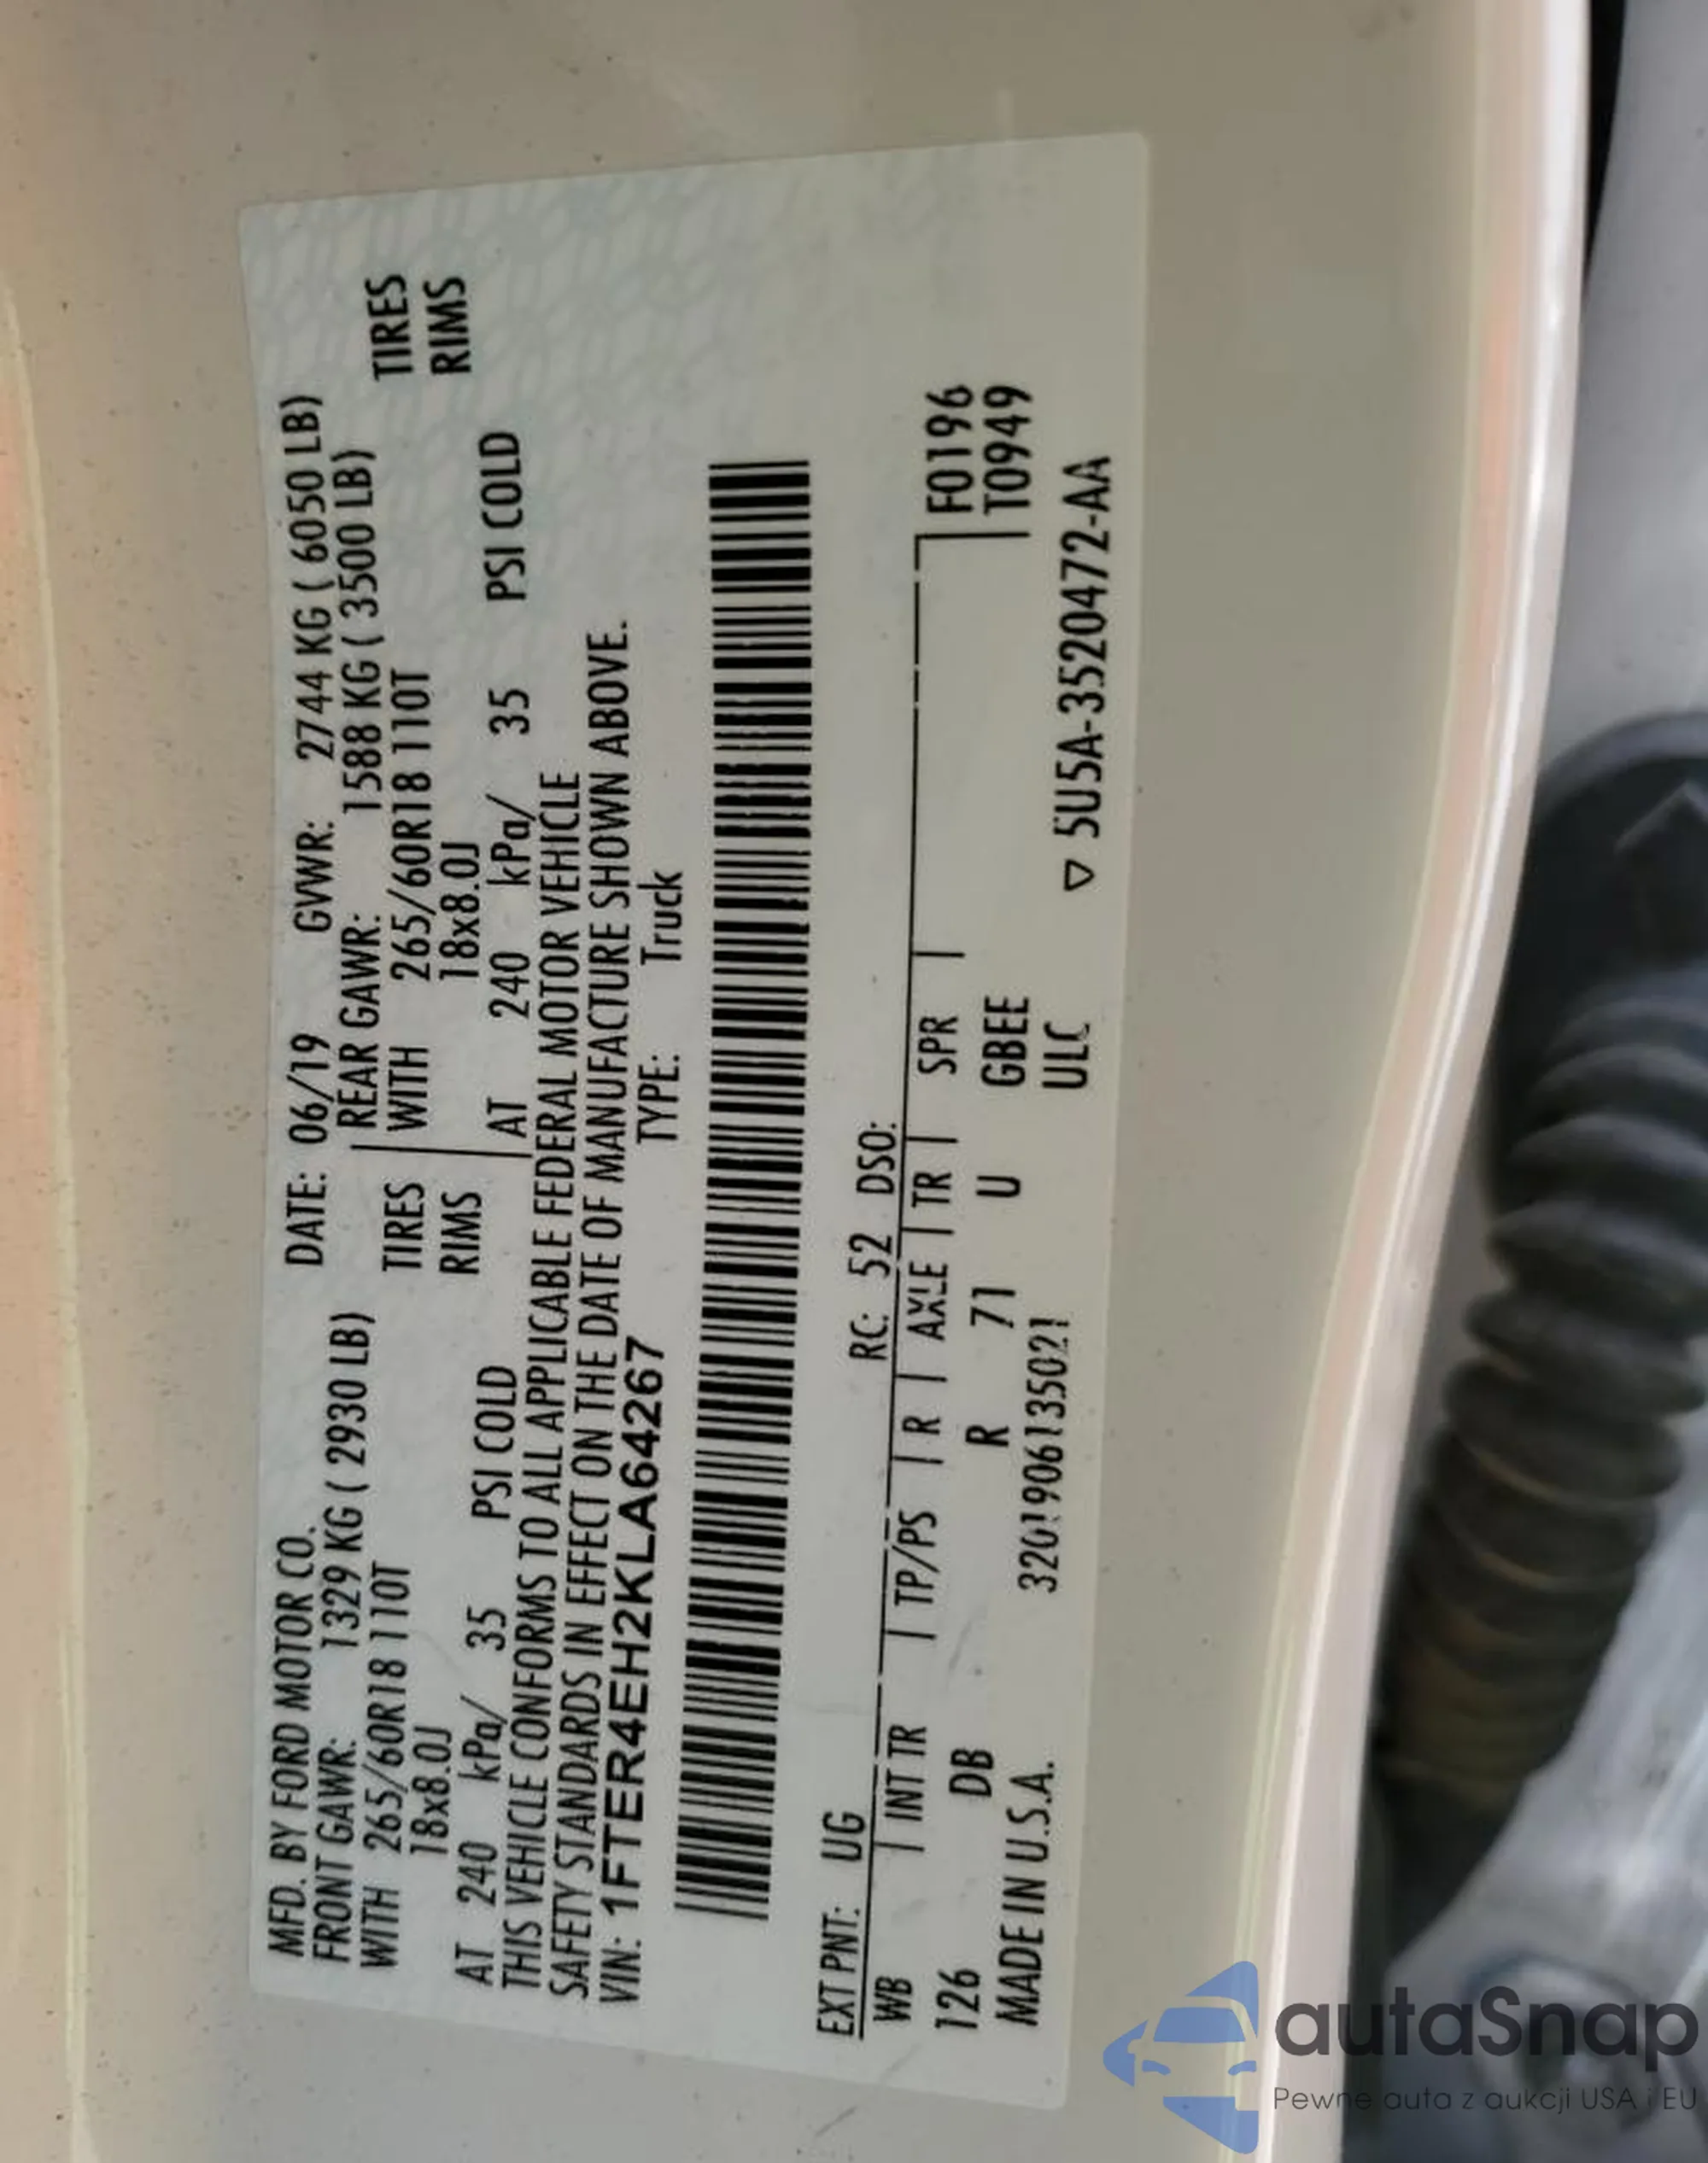 MFD. BY FORD MOTOR CO. DATE: 06/19 GVWR: 2744 KG ( 6050 LB)
FRONT GAWR: 1329 KG ( 2930 LB) REAR GAWR: 1588 KG ( 3500 LB)
WITH 265/60R18 110T TIRES WITH 265/60R18 110T TIRES
18x8.0J RIMS 18x8.0J RIMS
AT 240 kPa/ 35 PSI COLD AT 240 kPa/ 35 PSI COLD
THIS VEHICLE CONFORMS TO ALL APPLICABLE FEDERAL MOTOR VEHICLE
SAFETY STANDARDS IN EFFECT ON THE DATE OF MANUFACTURE SHOWN ABOVE.
VIN: 1FTER4EH2KLA64267 TYPE: Truck
EXT PNT: UG RC: 52 DSO:
WB INT TR TP/PS R AXLE TR SPR F0196
126 DB R 71 U GBEE T0949
MADE IN U.S.A. 3201906135021 ULC
▽ 5U5A-3520472-AA
autaSnap
Pewne auta z aukcji USA i EU